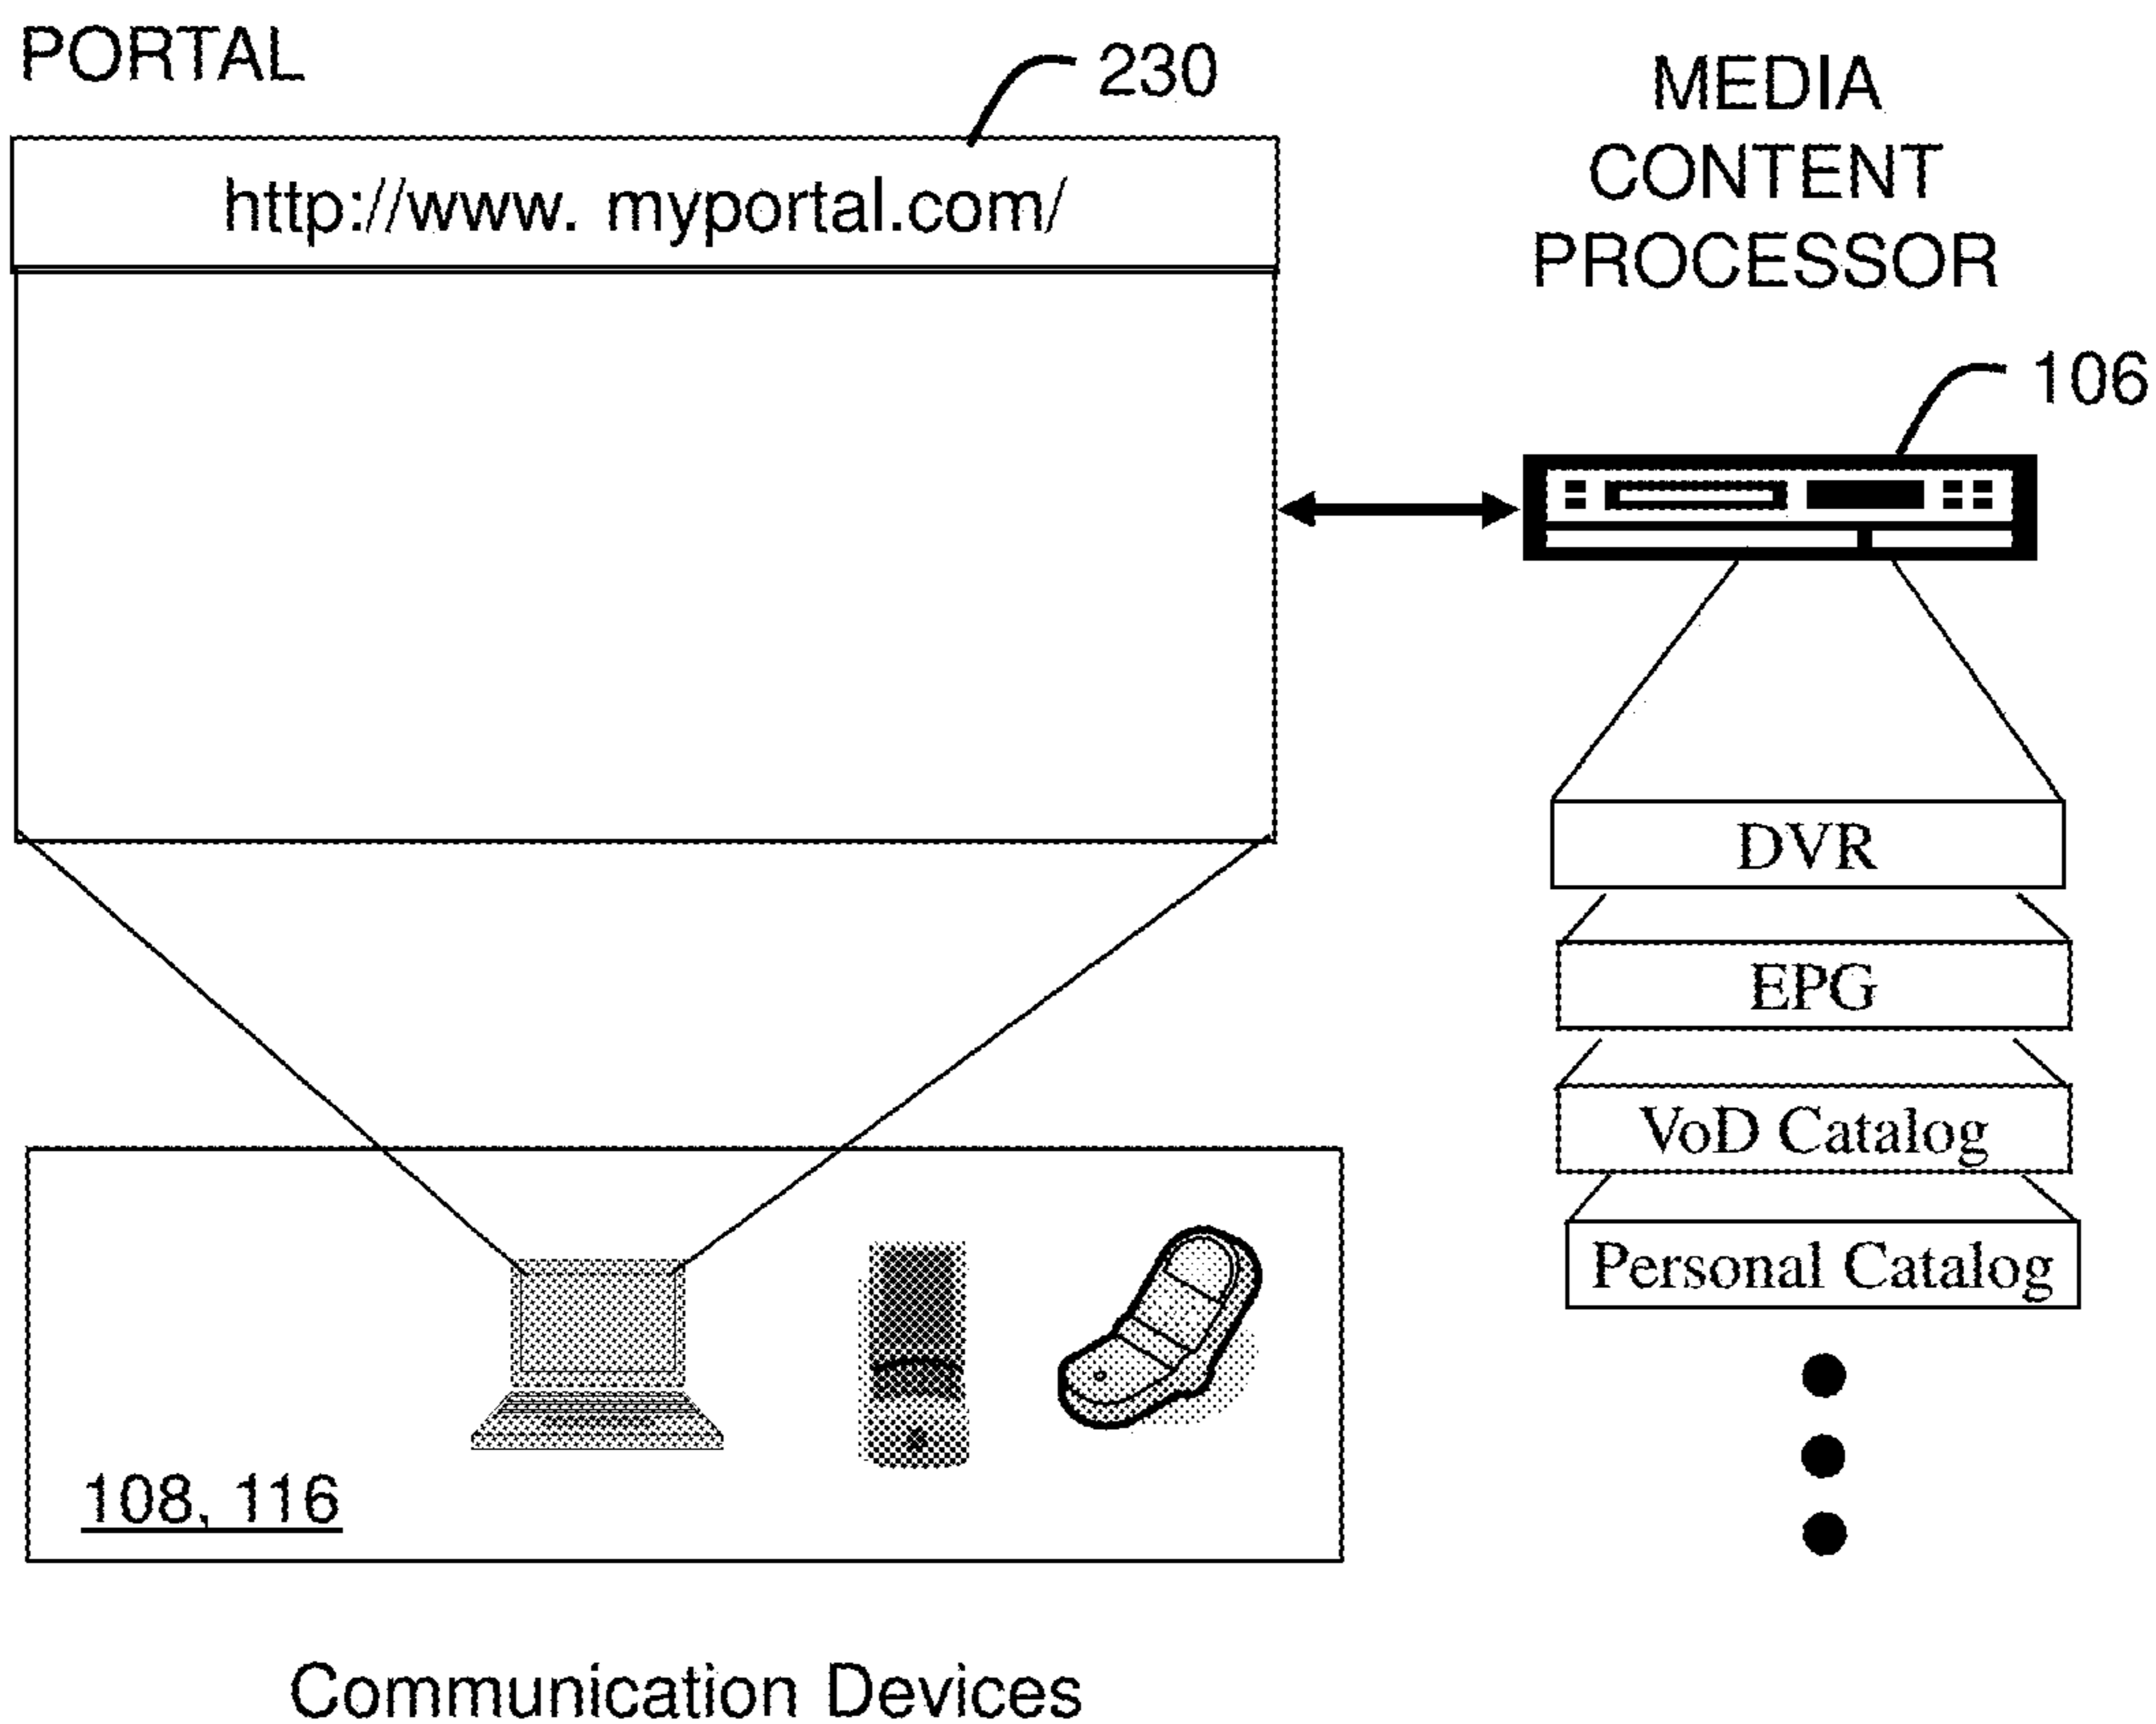 PORTAL
230
http://www. myportal.com/
MEDIA
CONTENT
PROCESSOR
106
DVR
EPG
VoD Catalog
Personal Catalog
108, 116
Communication Devices